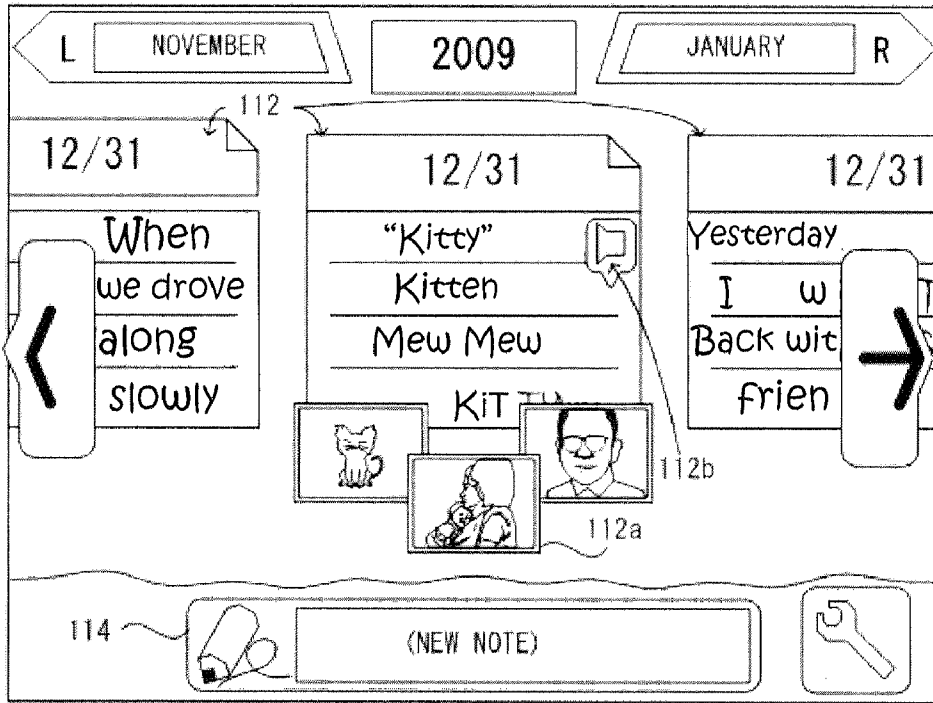 L NOVEMBER 2009 JANUARY R
112
12/31 12/31 12/31
When
we drove
along
slowly
“Kitty”
Kitten
Mew Mew
KiT
Yesterday
I w
Back wit
frien
112b
112a
114
(NEW NOTE)